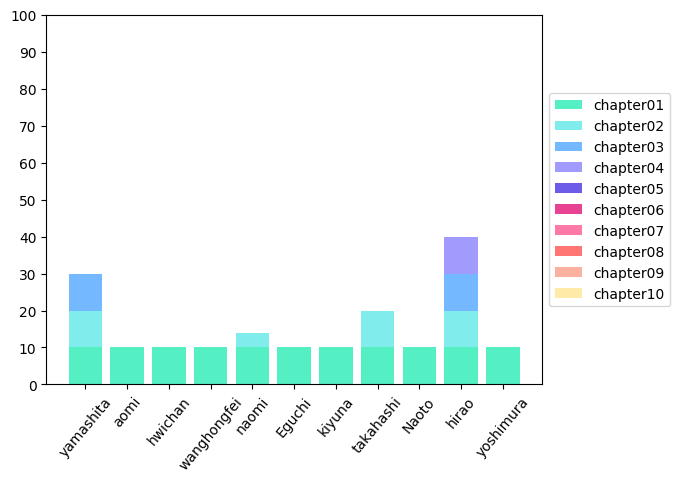 100
90
80
70
60
50
40
30
20
10
0
yamashita
aomi
hwichan
wanghongfei
naomi
Eguchi
kiyuna
takahashi
Naoto
hirao
yoshimura
chapter01
chapter02
chapter03
chapter04
chapter05
chapter06
chapter07
chapter08
chapter09
chapter10